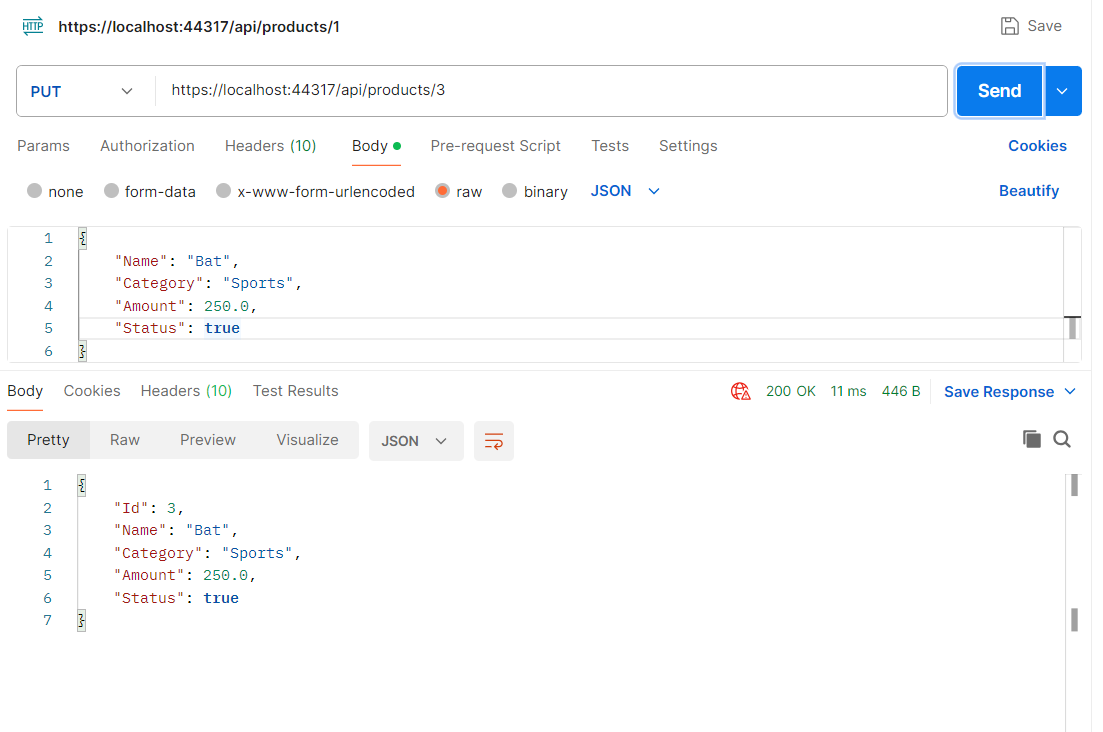 HTTP https://localhost:44317/api/products/1 Save
PUT https://localhost:44317/api/products/3 Send
Params Authorization Headers (10) Body Pre-request Script Tests Settings Cookies
none form-data x-www-form-urlencoded raw binary JSON Beautify
1 {
2 "Name": "Bat",
3 "Category": "Sports",
4 "Amount": 250.0,
5 "Status": true
6 }
Body Cookies Headers (10) Test Results 200 OK 11 ms 446 B Save Response
Pretty Raw Preview Visualize JSON
1 {
2 "Id": 3,
3 "Name": "Bat",
4 "Category": "Sports",
5 "Amount": 250.0,
6 "Status": true
7 }